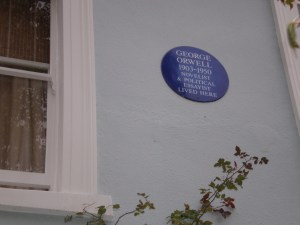 GEORGE
ORWELL
1903-1950
NOVELIST
& POLITICAL
ESSAYIST
LIVED HERE